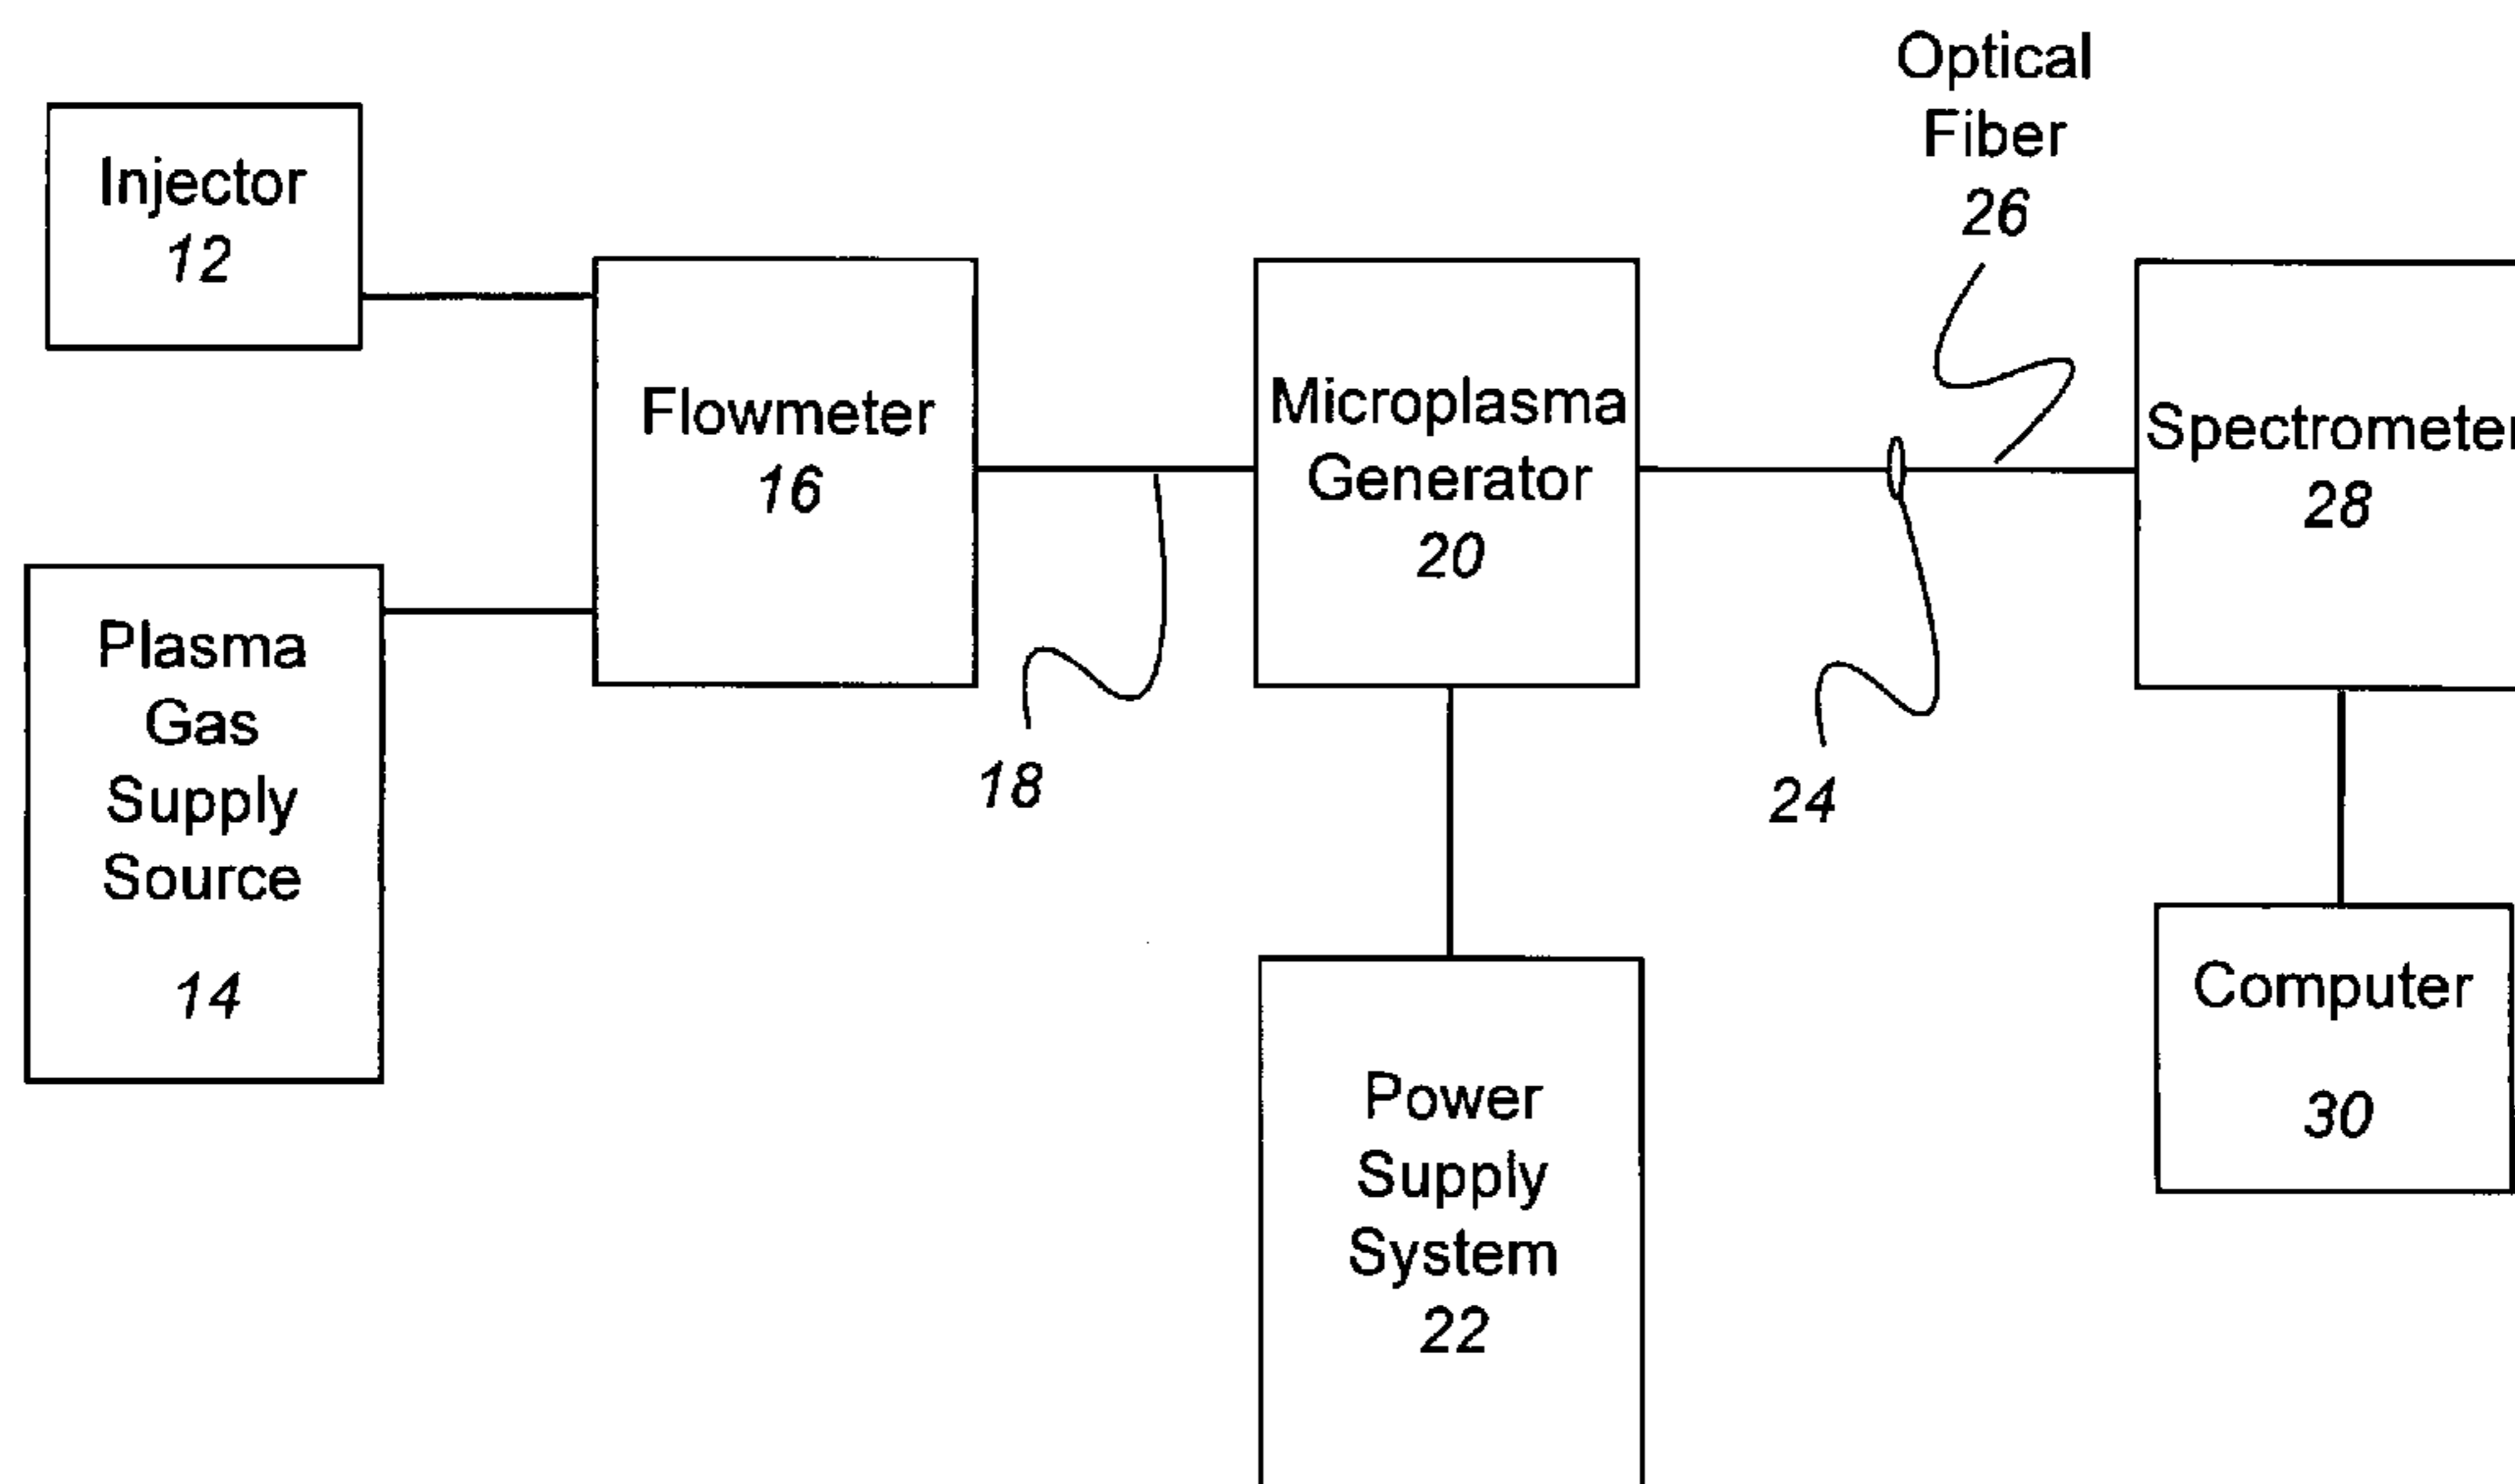 Injector
12
Plasma
Gas
Supply
Source
14
Flowmeter
16
18
Microplasma
Generator
20
Power
Supply
System
22
Optical
Fiber
26
24
Spectrometer
28
Computer
30